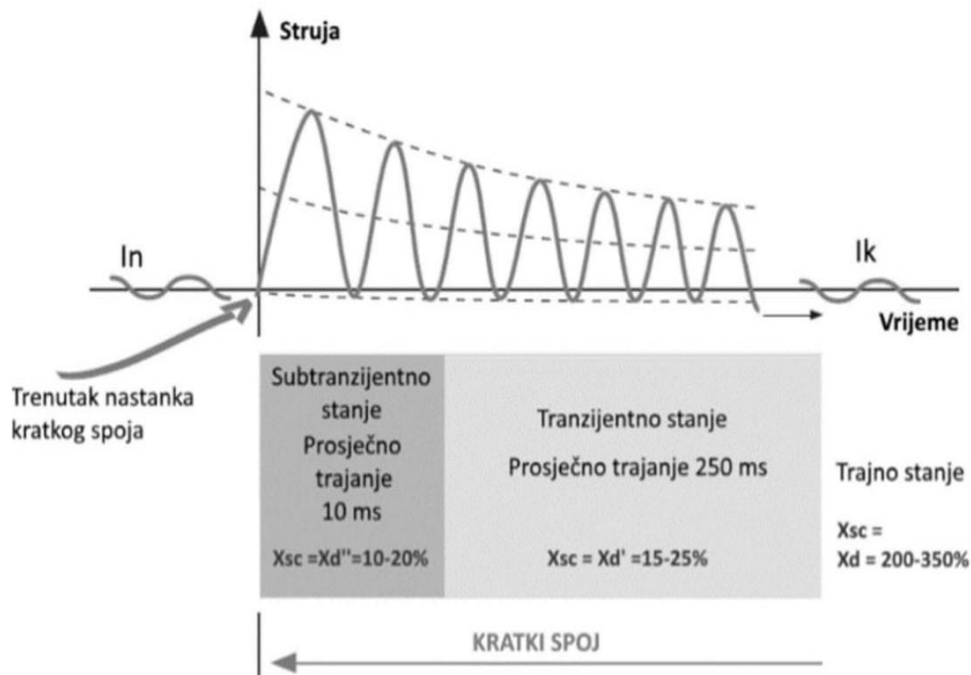 Struja
In
Ik
Vrijeme
Trenutak nastanka
kratkog spoja
Subtranzijentno
stanje
Prosječno
trajanje
10 ms
Xsc =Xd"=10-20%
Tranzijentno stanje
Prosječno trajanje 250 ms
Xsc = Xd' =15-25%
Trajno stanje
Xsc =
Xd = 200-350%
KRATKI SPOJ